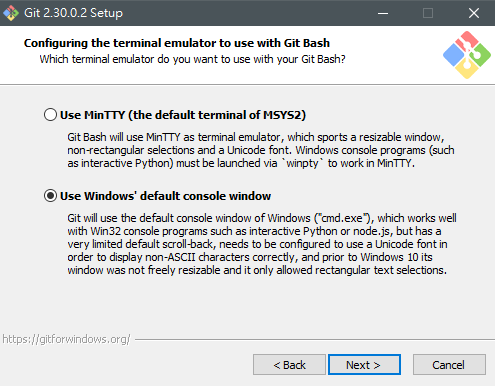 Git 2.30.0.2 Setup
Configuring the terminal emulator to use with Git Bash
Which terminal emulator do you want to use with your Git Bash?
Use MinTTY (the default terminal of MSYS2)
Git Bash will use MinTTY as terminal emulator, which sports a resizable window,
non-rectangular selections and a Unicode font. Windows console programs (such
as interactive Python) must be launched via `winpty` to work in MinTTY.
Use Windows' default console window
Git will use the default console window of Windows ("cmd.exe"), which works well
with Win32 console programs such as interactive Python or node.js, but has a
very limited default scroll-back, needs to be configured to use a Unicode font in
order to display non-ASCII characters correctly, and prior to Windows 10 its
window was not freely resizable and it only allowed rectangular text selections.
https://gitforwindows.org/
< Back
Next >
Cancel